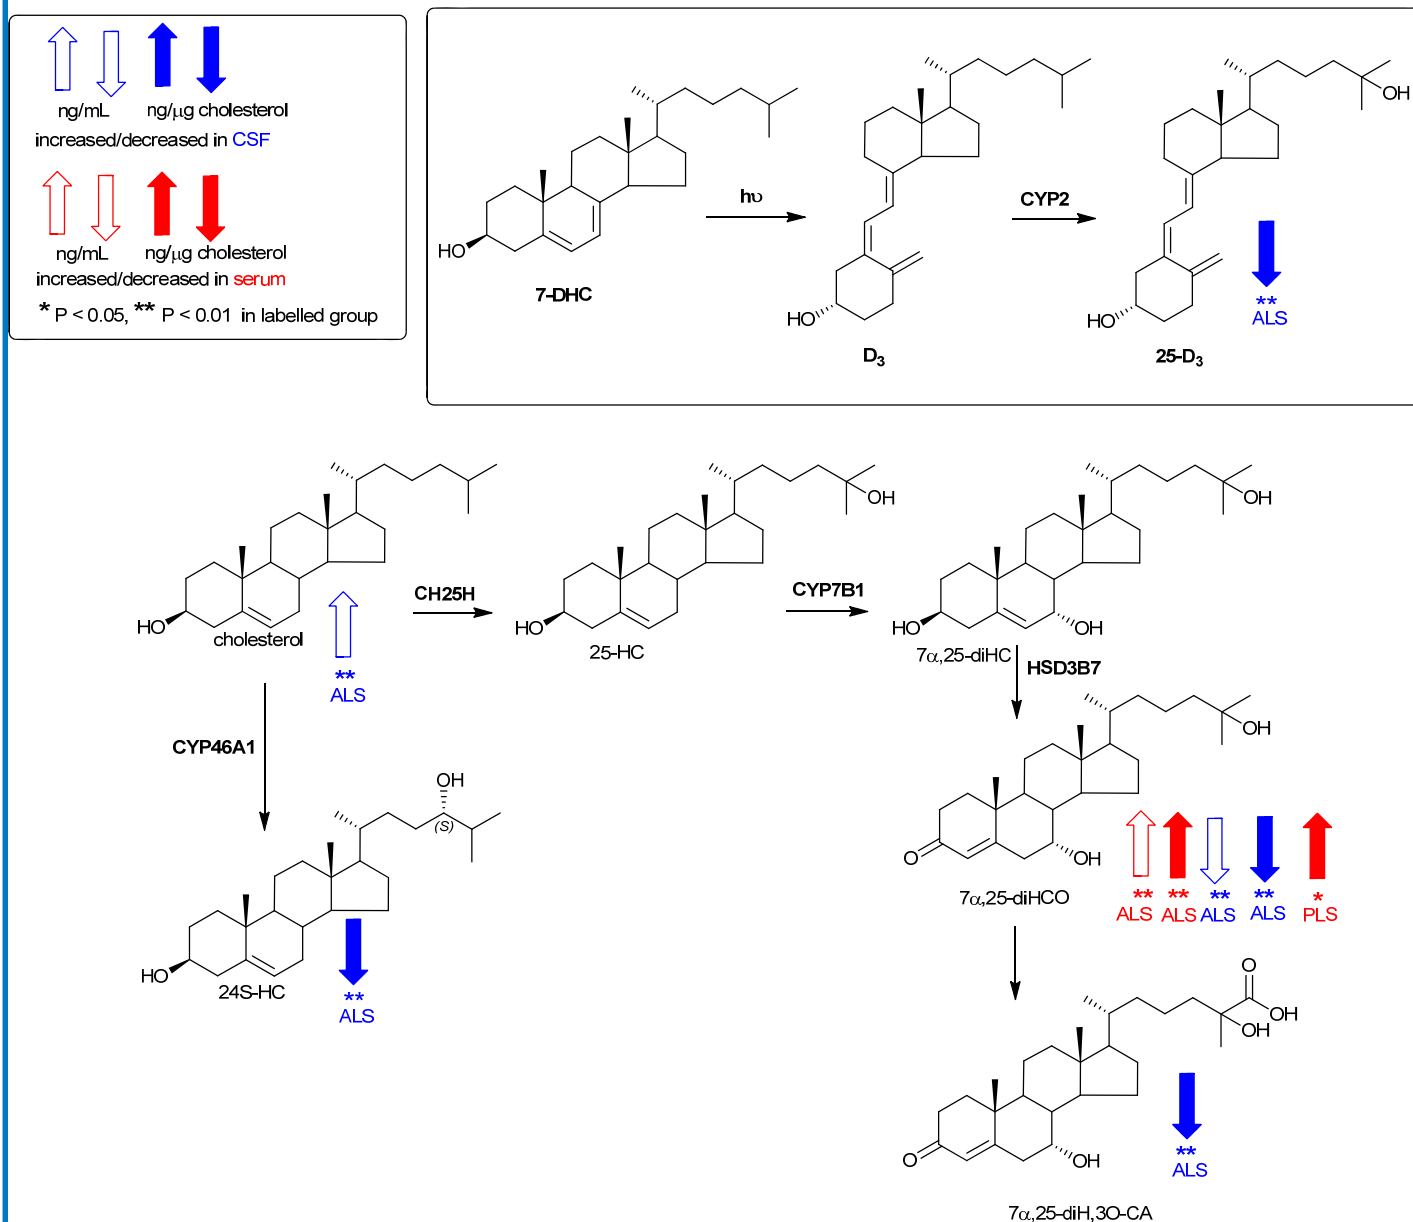 ng/mL ng/μg cholesterol
increased/decreased in CSF
ng/mL ng/μg cholesterol
increased/decreased in serum
* P < 0.05, ** P < 0.01 in labelled group
HO
7-DHC
hυ
HO
D3
CYP2
OH
HO
25-D3
**
ALS
HO
cholesterol
**
ALS
CH25H
OH
HO
25-HC
CYP7B1
OH
HO
OH
7α,25-diHC
HSD3B7
CYP46A1
OH
(S)
HO
24S-HC
**
ALS
OH
O
OH
7α,25-diHCO
** ** ** ** *
ALS ALS ALS ALS PLS
O
OH
OH
O
OH
**
ALS
7α,25-diH,3O-CA